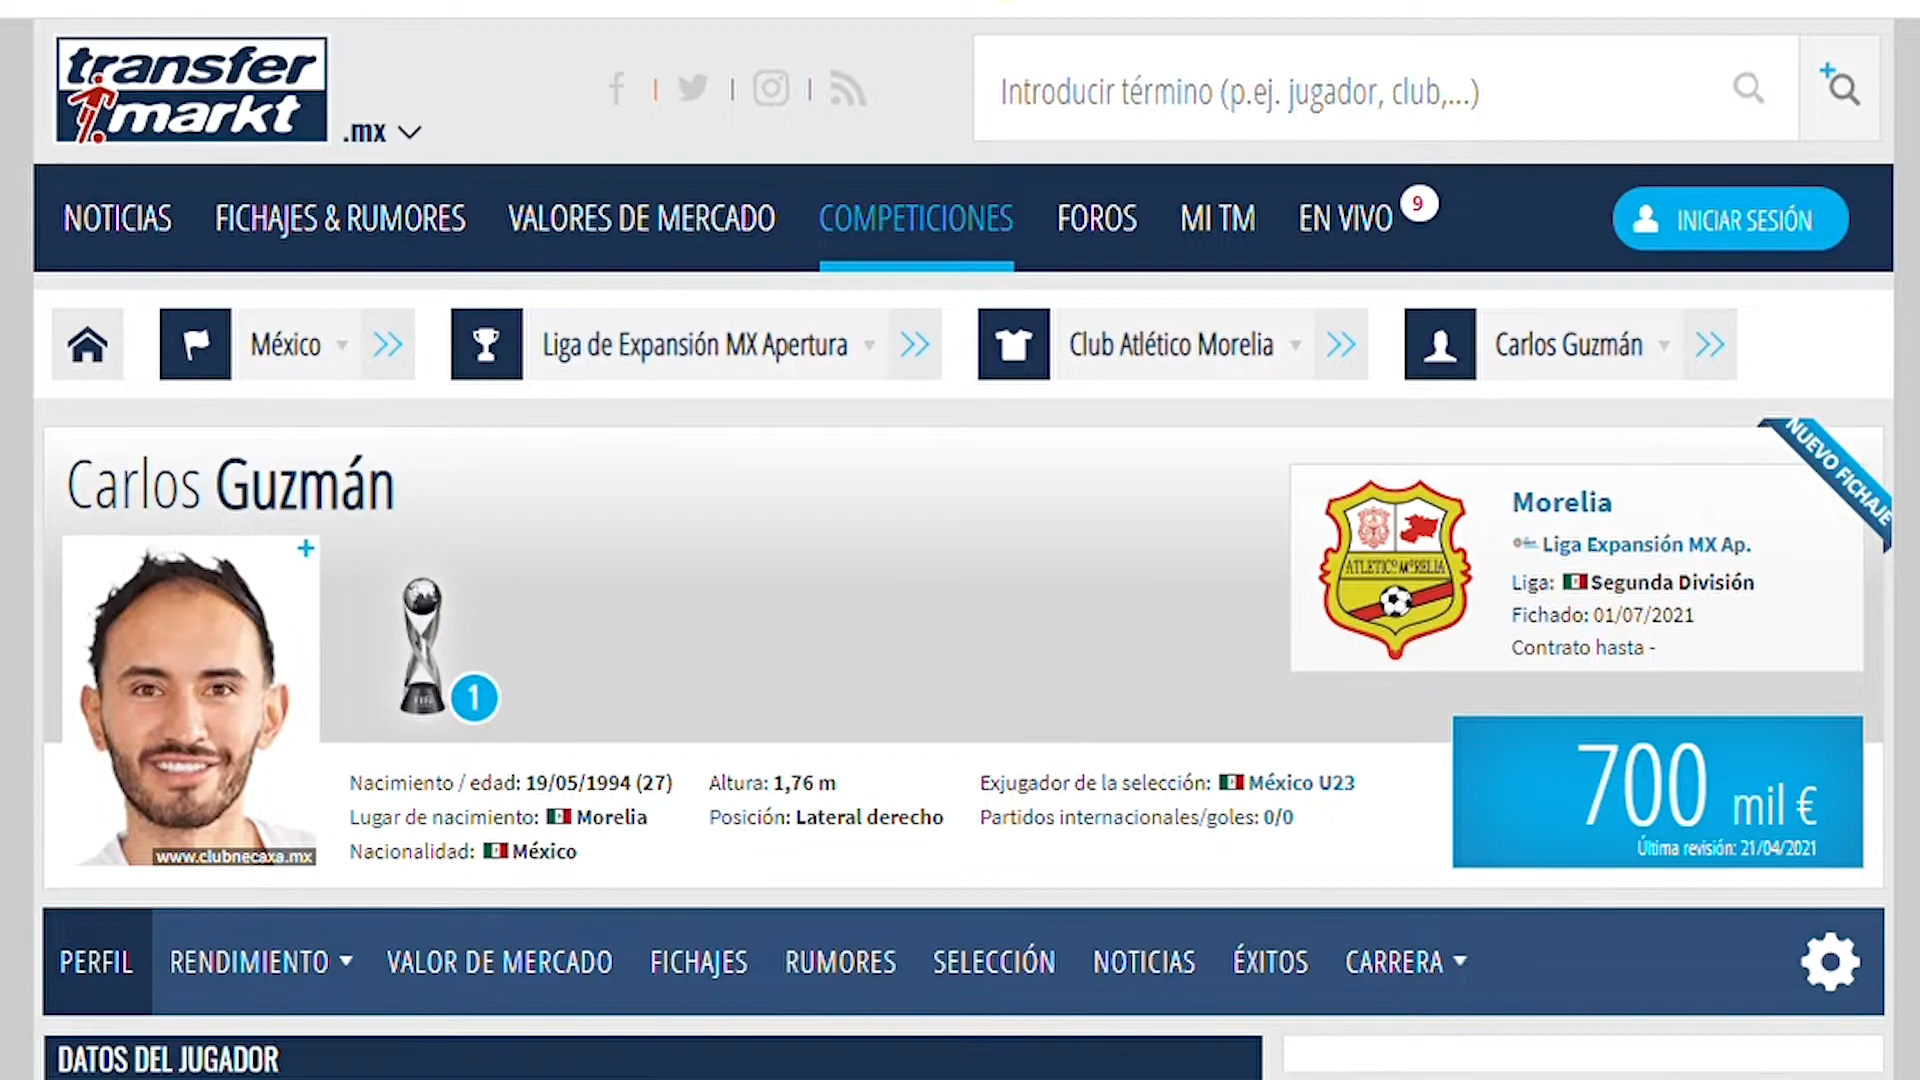 transfer
markt
.mx
Introducir término (p.ej. jugador, club,...)
NOTICIAS FICHAJES & RUMORES VALORES DE MERCADO COMPETICIONES FOROS MI TM EN VIVO 9 INICIAR SESIÓN
México Liga de Expansión MX Apertura Club Atlético Morelia Carlos Guzmán
NUEVO FICHAJE
Carlos Guzmán
ATLETICO MORELIA
Morelia
Liga Expansión MX Ap.
Liga: Segunda División
Fichado: 01/07/2021
Contrato hasta -
FIFA
1
www.clubnecaxa.mx
Nacimiento / edad: 19/05/1994 (27) Altura: 1,76 m Exjugador de la selección: México U23
Lugar de nacimiento: Morelia Posición: Lateral derecho Partidos internacionales/goles: 0/0
Nacionalidad: México
700 mil €
Última revisión: 21/04/2021
PERFIL RENDIMIENTO VALOR DE MERCADO FICHAJES RUMORES SELECCIÓN NOTICIAS ÉXITOS CARRERA
DATOS DEL JUGADOR